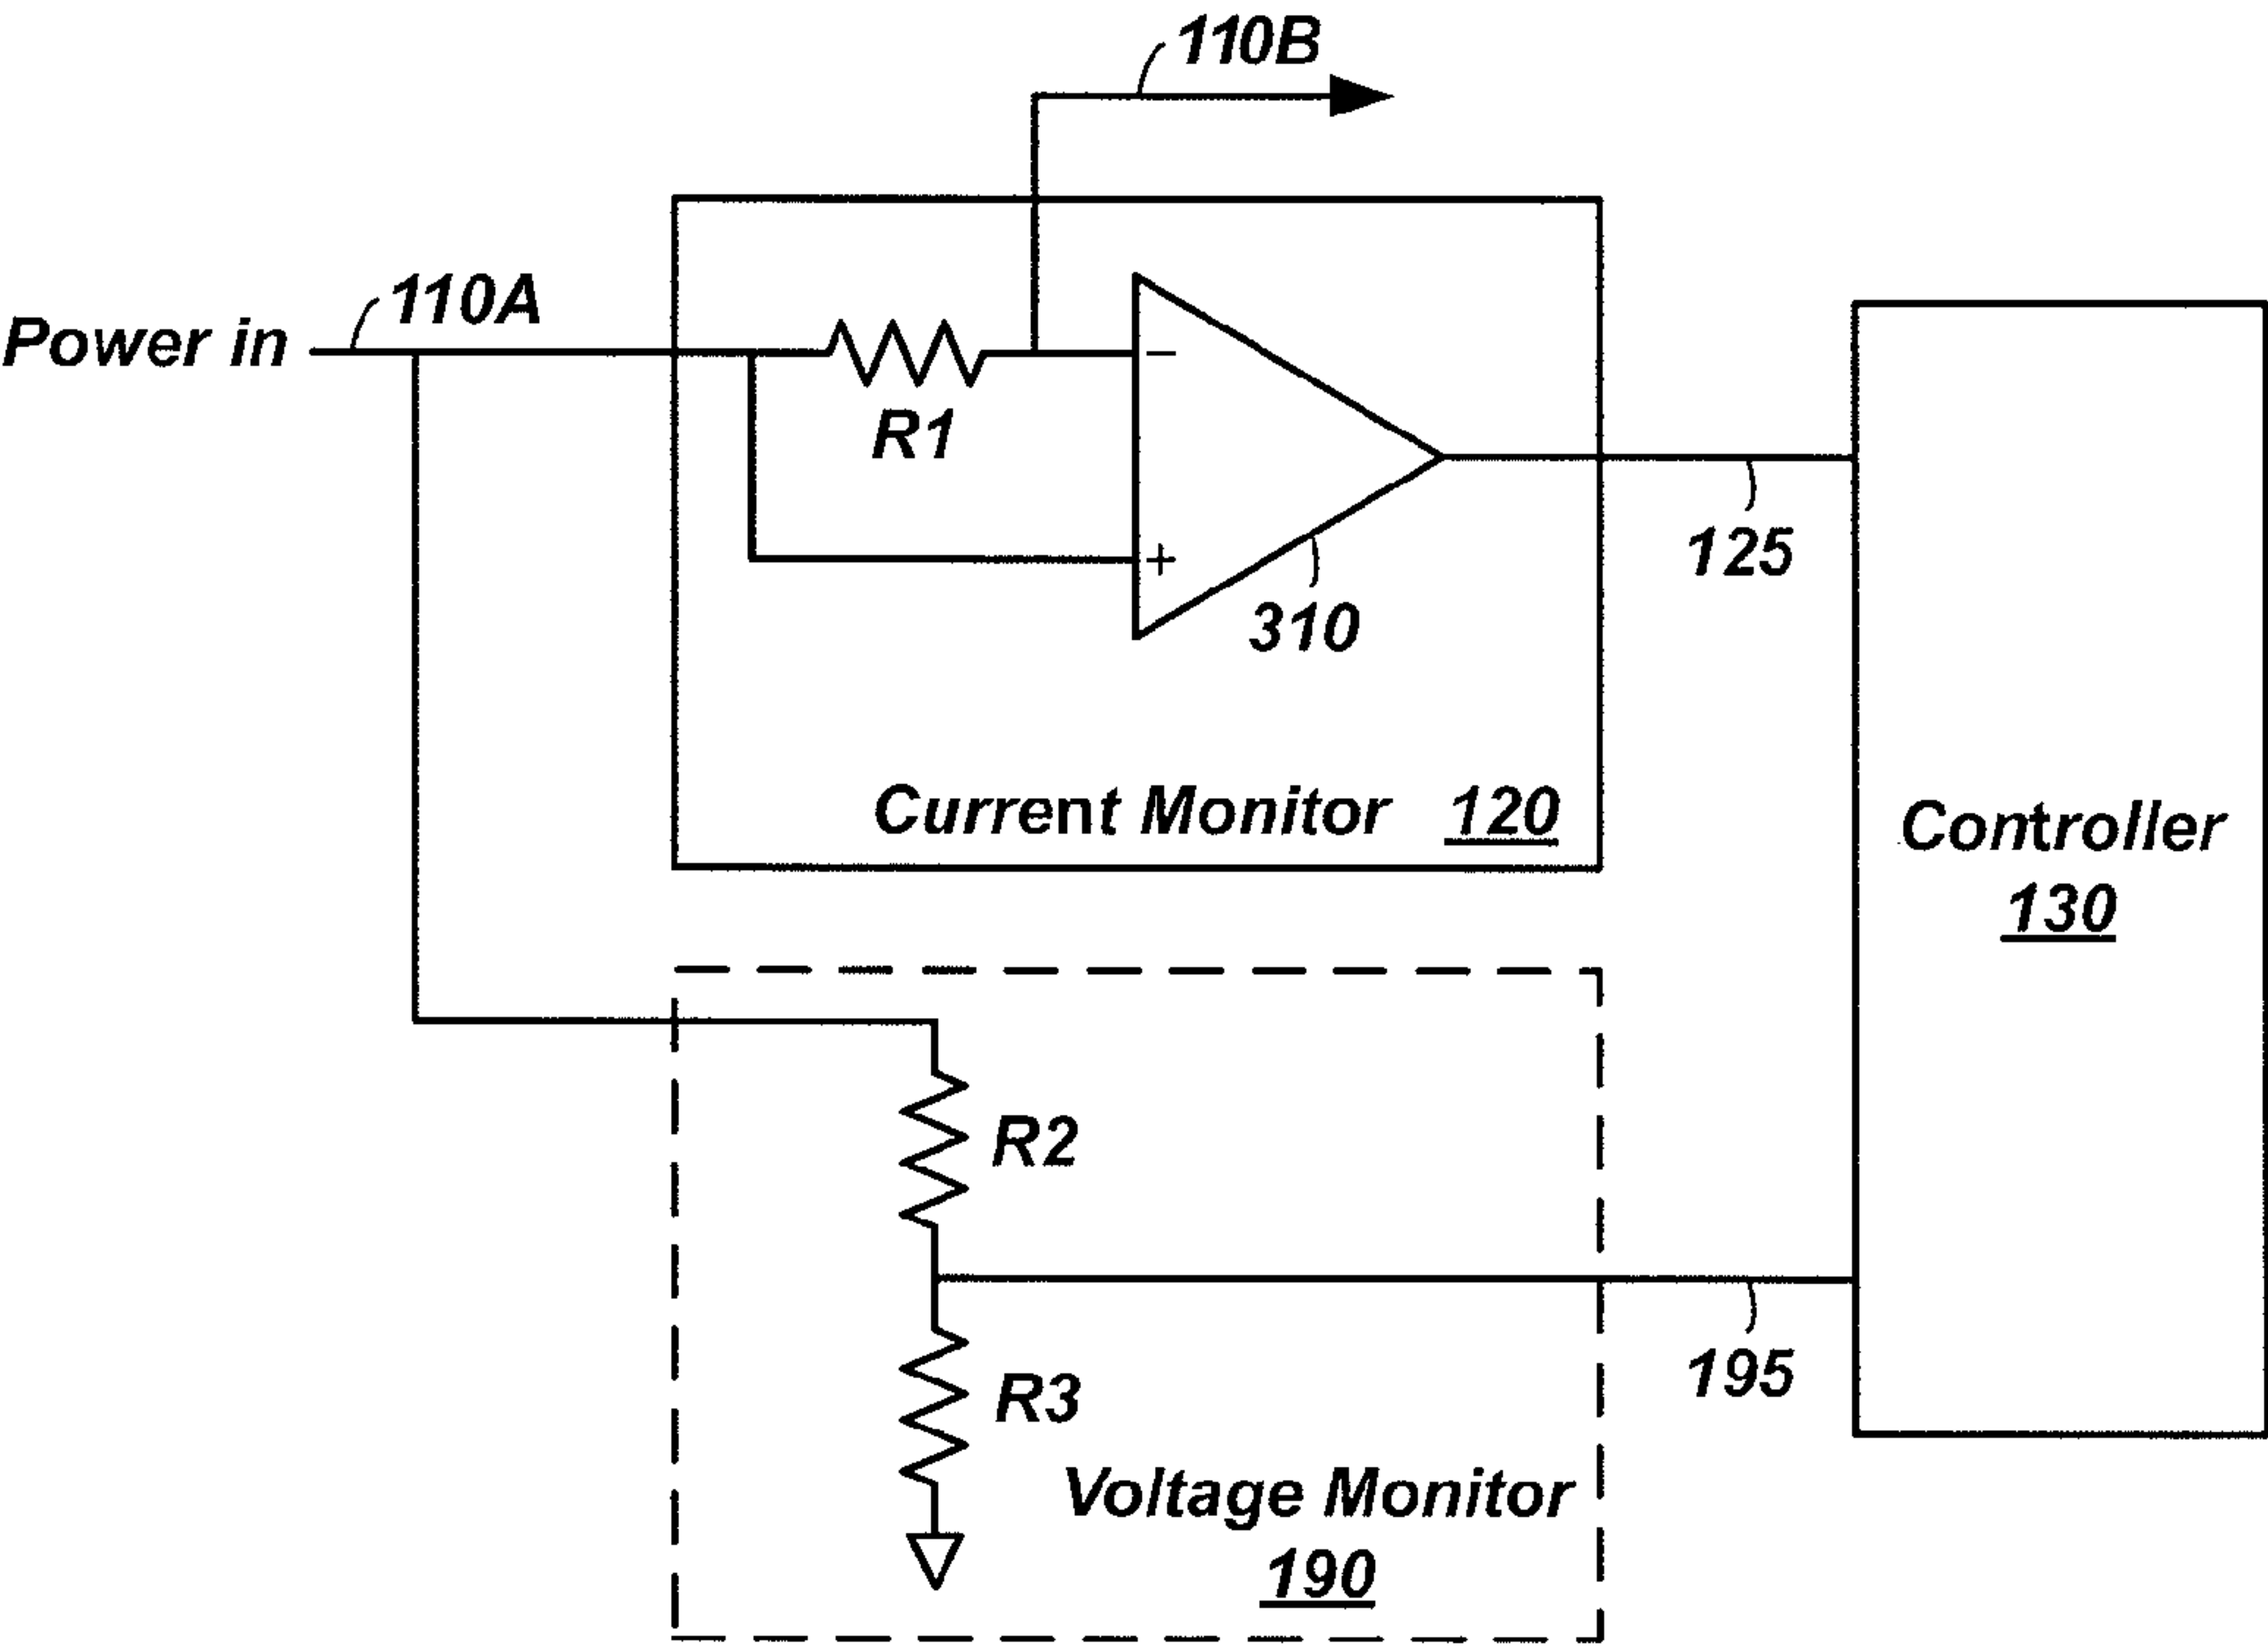 110B
110A
Power in
R1
−
+
310
125
Current Monitor 120
Controller
130
R2
195
R3
Voltage Monitor
190